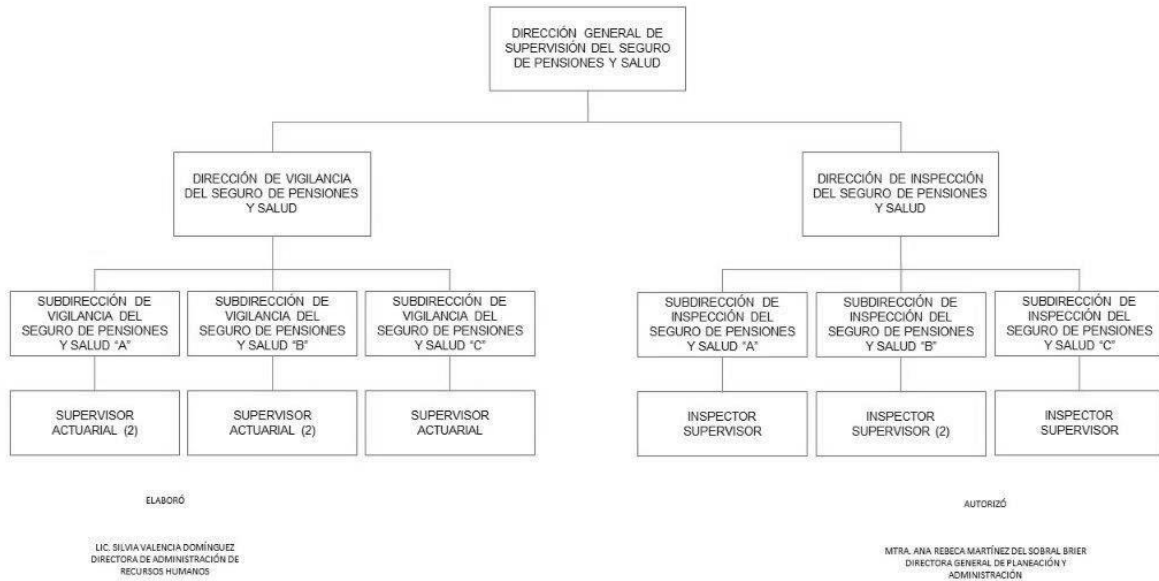 DIRECCIÓN GENERAL DE
SUPERVISIÓN DEL SEGURO
DE PENSIONES Y SALUD
DIRECCIÓN DE VIGILANCIA
DEL SEGURO DE PENSIONES
Y SALUD
DIRECCIÓN DE INSPECCIÓN
DEL SEGURO DE PENSIONES
Y SALUD
SUBDIRECCIÓN DE
VIGILANCIA DEL
SEGURO DE PENSIONES
Y SALUD "A"
SUBDIRECCIÓN DE
VIGILANCIA DEL
SEGURO DE PENSIONES
Y SALUD "B"
SUBDIRECCIÓN DE
VIGILANCIA DEL
SEGURO DE PENSIONES
Y SALUD "C"
SUBDIRECCIÓN DE
INSPECCIÓN DEL
SEGURO DE PENSIONES
Y SALUD "A"
SUBDIRECCIÓN DE
INSPECCIÓN DEL
SEGURO DE PENSIONES
Y SALUD "B"
SUBDIRECCIÓN DE
INSPECCIÓN DEL
SEGURO DE PENSIONES
Y SALUD "C"
SUPERVISOR
ACTUARIAL (2)
SUPERVISOR
ACTUARIAL (2)
SUPERVISOR
ACTUARIAL
INSPECTOR
SUPERVISOR
INSPECTOR
SUPERVISOR (2)
INSPECTOR
SUPERVISOR
ELABORÓ
LIC. SILVIA VALENCIA DOMÍNGUEZ
DIRECTORA DE ADMINISTRACIÓN DE
RECURSOS HUMANOS
AUTORIZÓ
MTRA. ANA REBECA MARTÍNEZ DEL SOBRAL BRIER
DIRECTORA GENERAL DE PLANEACIÓN Y
ADMINISTRACIÓN